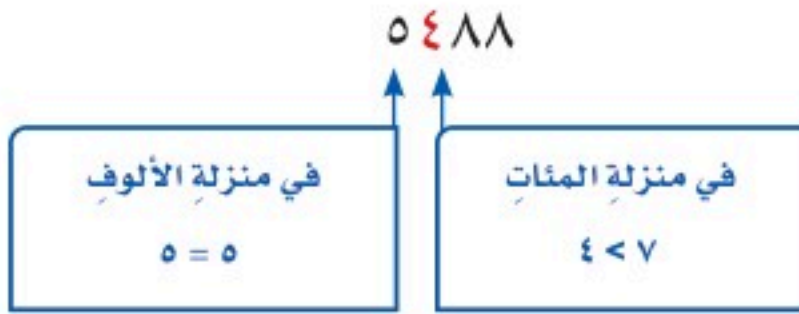 ٥٤٨٨
في منزلةِ المئاتِ
٤ < ٧
في منزلةِ الألوفِ
٥ = ٥